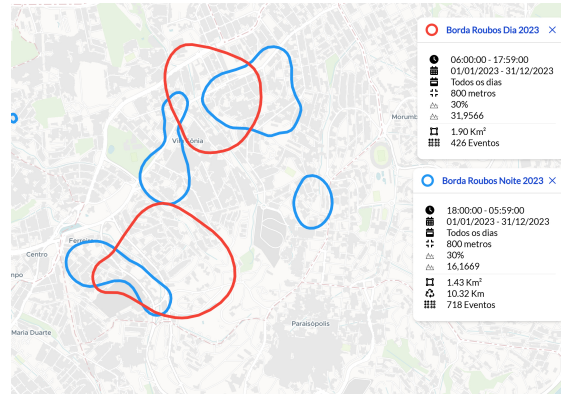 Borda Roubos Dia 2023
06:00:00 - 17:59:00
01/01/2023 - 31/12/2023
Todos os dias
800 metros
30%
31,9566
1.90 Km²
426 Eventos
Morumb
Vila Sônia
Borda Roubos Noite 2023
18:00:00 - 05:59:00
01/01/2023 - 31/12/2023
Todos os dias
800 metros
30%
16,1669
1.43 Km²
10.32 Km
718 Eventos
Ferreira
Centro
mpo
Paraisópolis
Maria Duarte